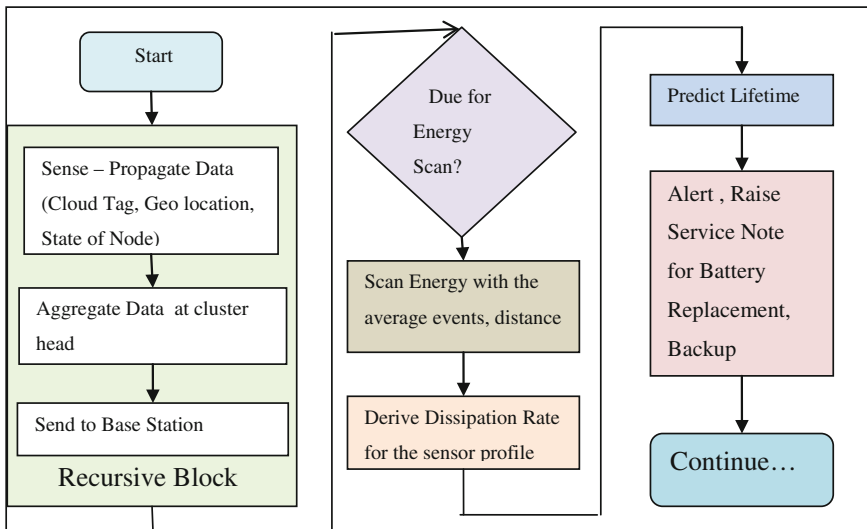 Start
Sense – Propagate Data
(Cloud Tag, Geo location,
State of Node)
Aggregate Data at cluster
head
Send to Base Station
Recursive Block
Due for
Energy
Scan?
Scan Energy with the
average events, distance
Derive Dissipation Rate
for the sensor profile
Predict Lifetime
Alert , Raise
Service Note
for Battery
Replacement,
Backup
Continue…